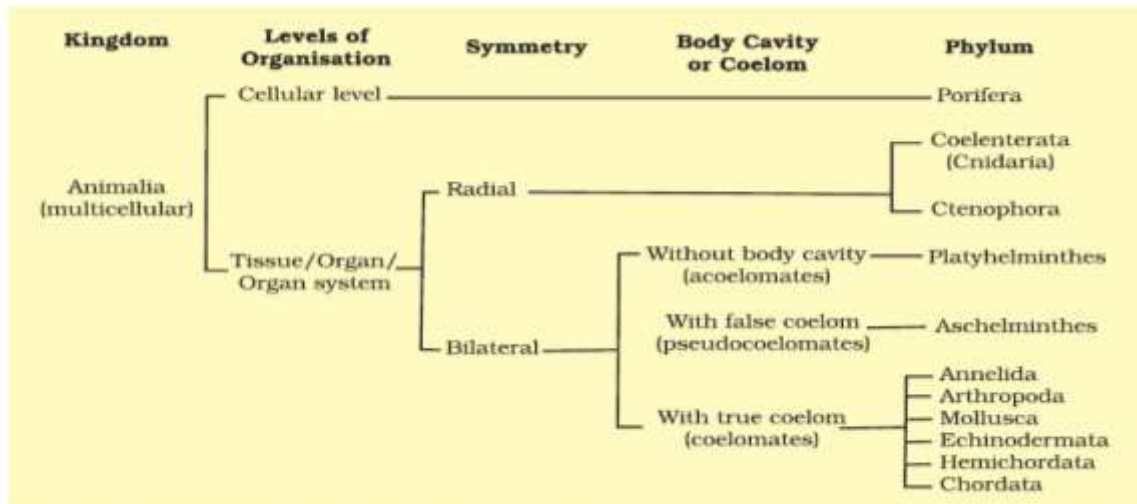 Kingdom
Levels of
Organisation
Symmetry
Body Cavity
or Coelom
Phylum
Cellular level
Porifera
Animalia
(multicellular)
Tissue/Organ/
Organ system
Radial
Coelenterata
(Cnidaria)
Ctenophora
Bilateral
Without body cavity
(acoelomates)
Platyhelminthes
With false coelom
(pseudocoelomates)
Aschelminthes
With true coelom
(coelomates)
Annelida
Arthropoda
Mollusca
Echinodermata
Hemichordata
Chordata